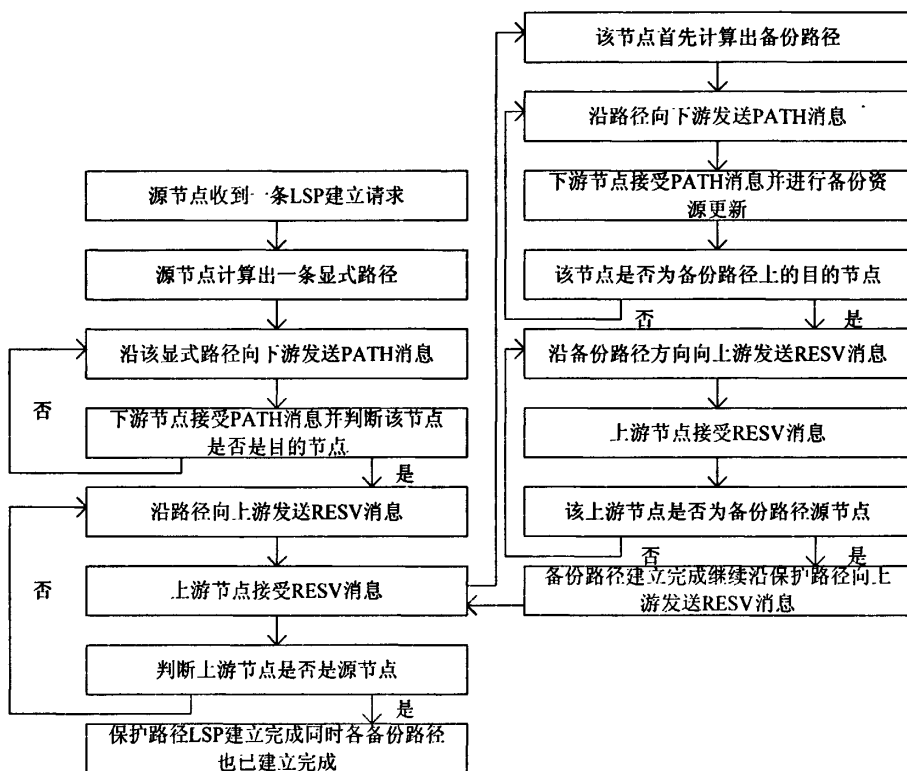 源节点收到一条LSP建立请求
源节点计算出一条显式路径
沿该显式路径向下游发送PATH消息
否
下游节点接受PATH消息并判断该节点
是否是目的节点
是
沿路径向上游发送RESV消息
否
上游节点接受RESV消息
判断上游节点是否是源节点
是
保护路径LSP建立完成同时各备份路径
也已建立完成
该节点首先计算出备份路径
沿路径向下游发送PATH消息
下游节点接受PATH消息并进行备份资
源更新
该节点是否为备份路径上的目的节点
否
是
沿备份路径方向向上游发送RESV消息
上游节点接受RESV消息
该上游节点是否为备份路径源节点
否
是
备份路径建立完成继续沿保护路径向上
游发送RESV消息